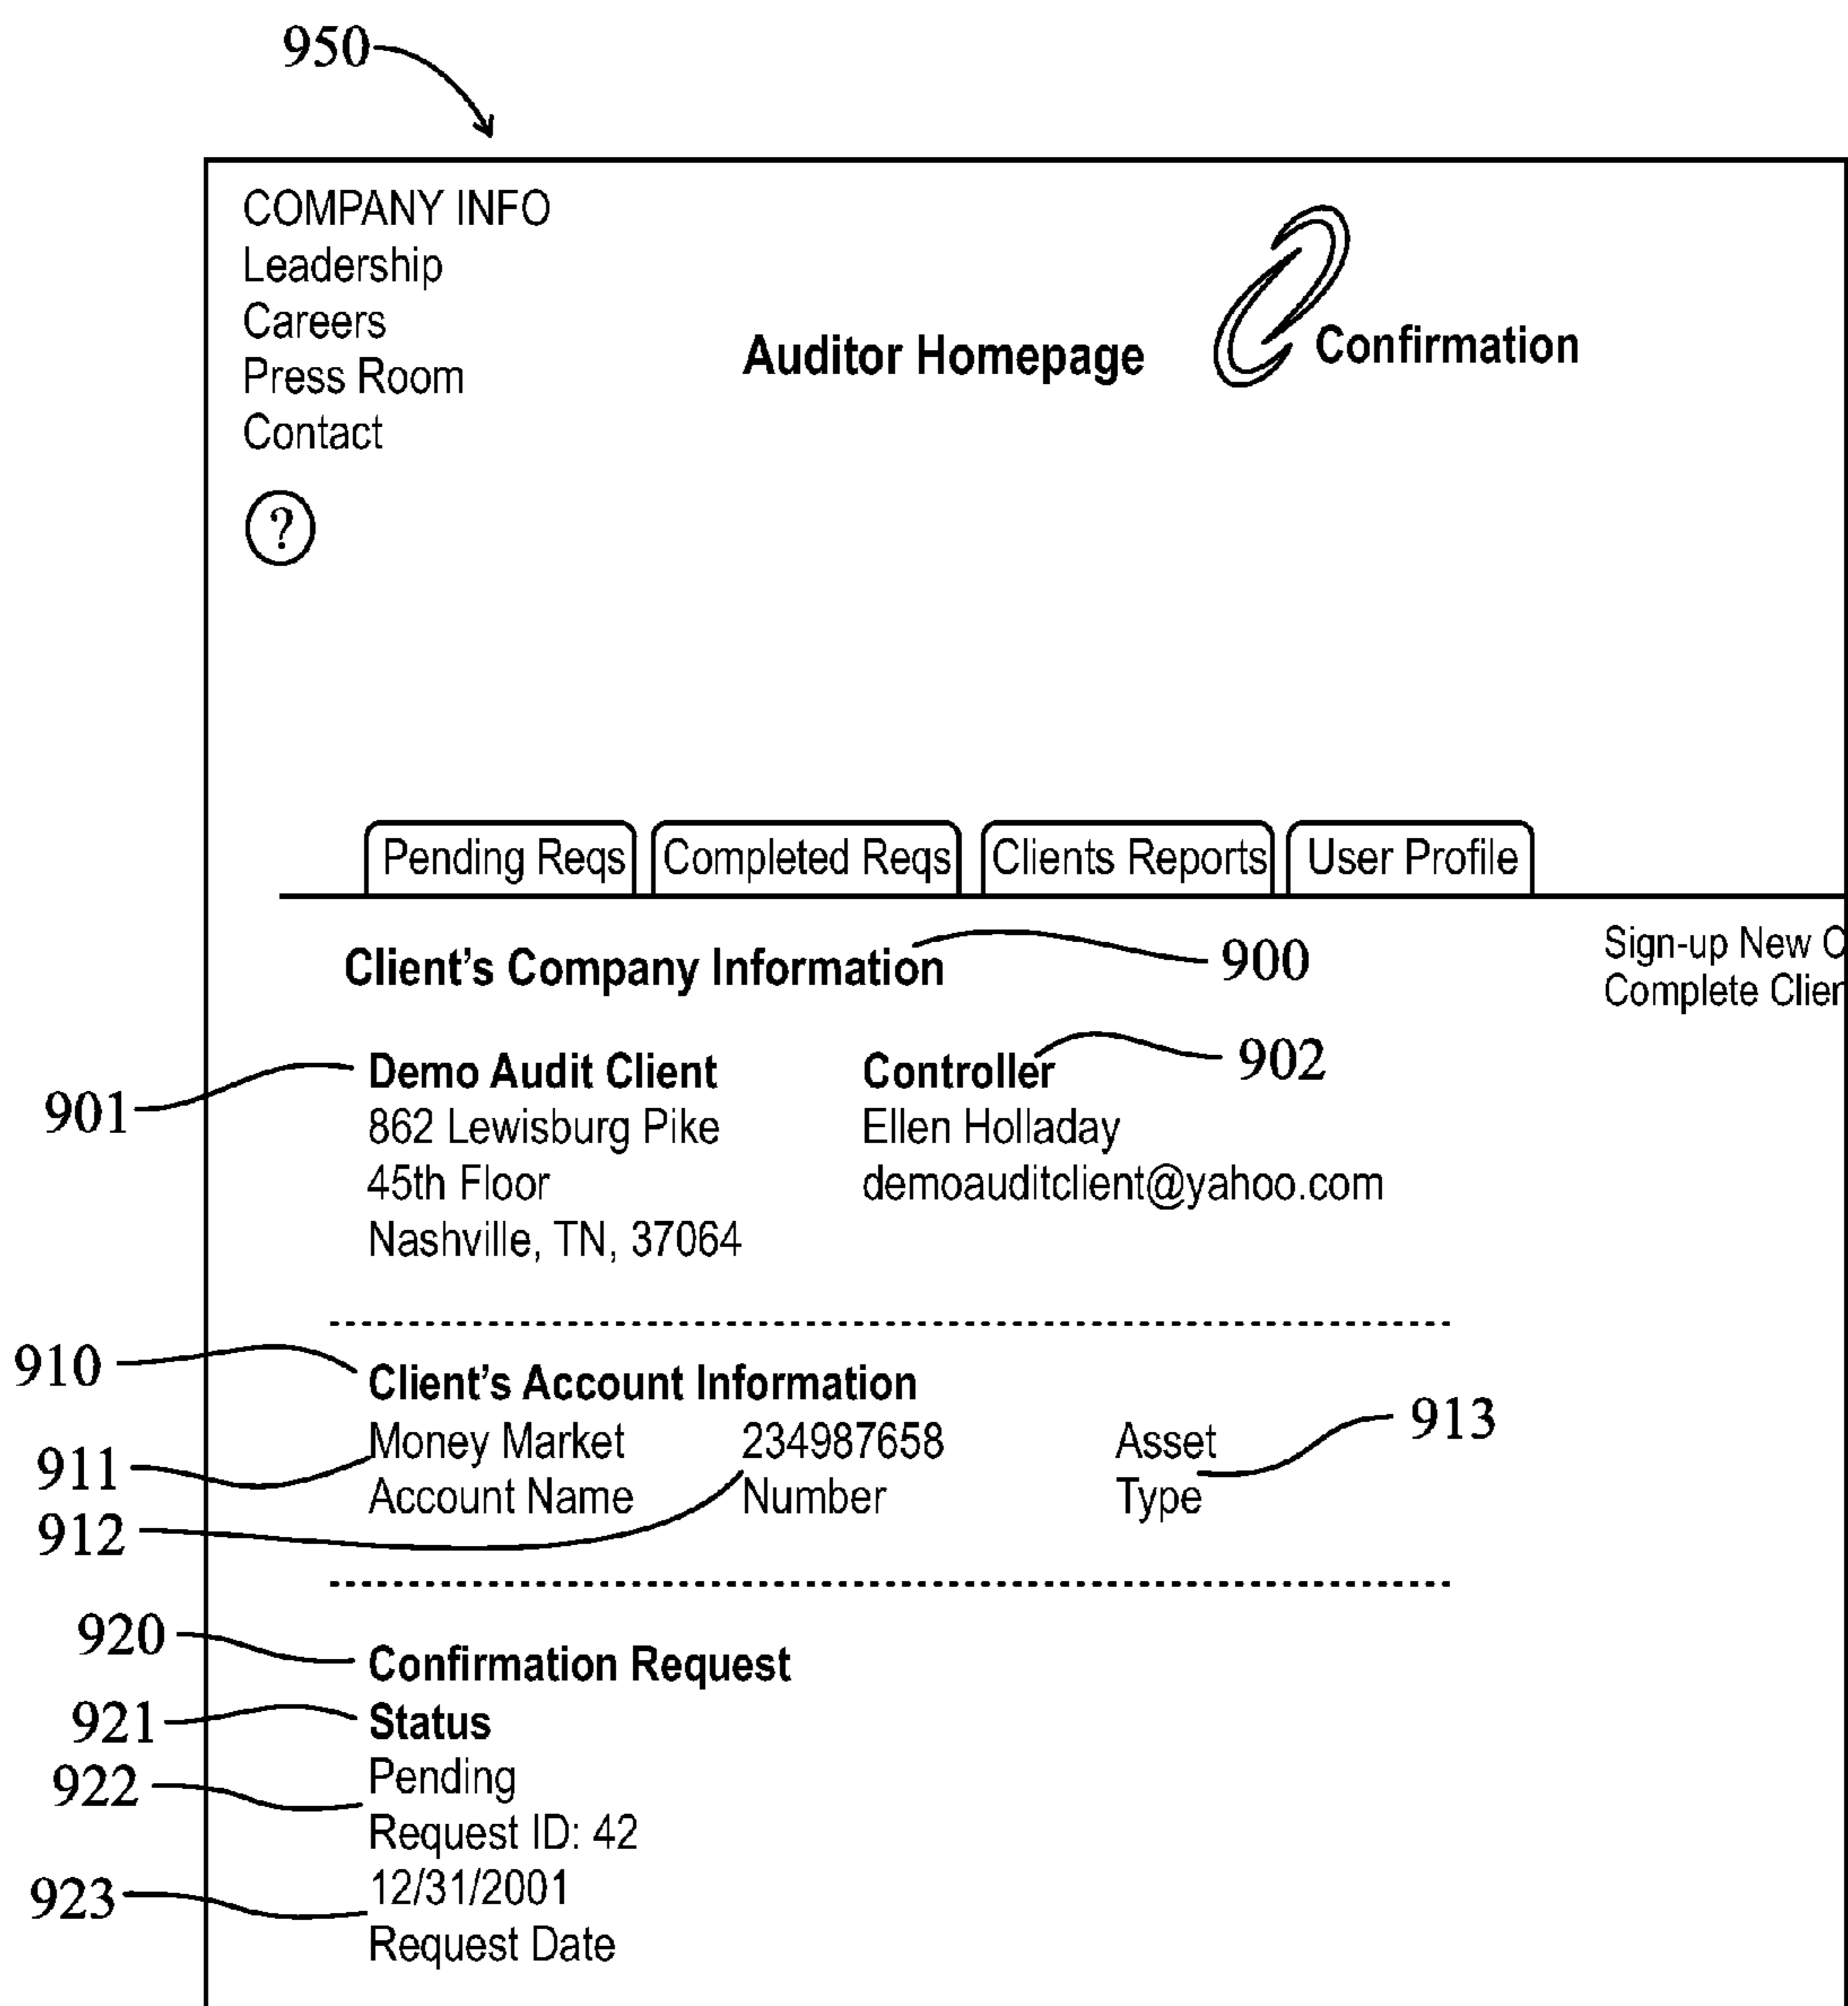 950
COMPANY INFO
Leadership
Careers
Press Room
Contact
?
Auditor Homepage
Confirmation
Pending Reqs
Completed Reqs
Clients Reports
User Profile
Client's Company Information
900
Sign-up New
Complete
901
Demo Audit Client
862 Lewisburg Pike
45th Floor
Nashville, TN, 37064
Controller
902
Ellen Holladay
demoauditclient@yahoo.com
910
Client's Account Information
911
Money Market 234987658 Asset
913
Account Name Number Type
912
920
Confirmation Request
921
Status
Pending
922
Request ID: 42
12/31/2001
923
Request Date